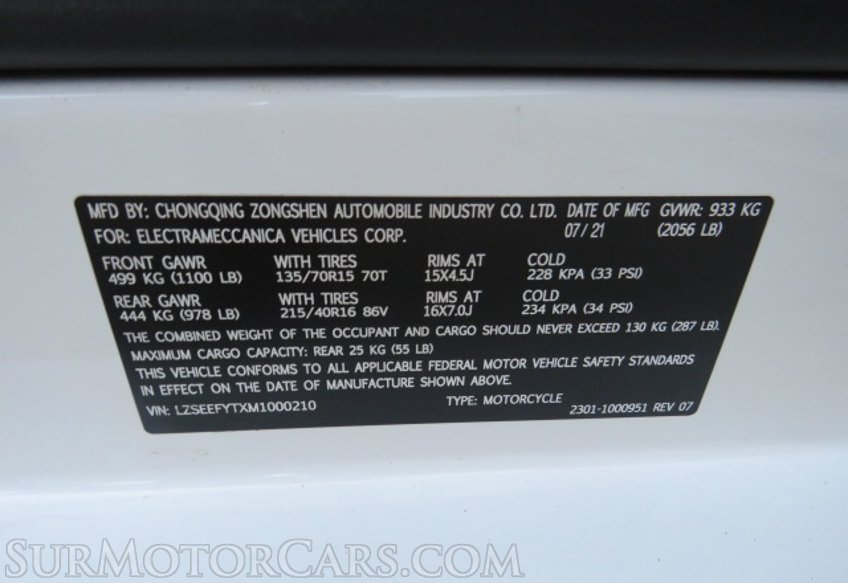 MFD BY: CHONGQING ZONGSHEN AUTOMOBILE INDUSTRY CO. LTD. DATE OF MFG GVWR: 933 KG
FOR: ELECTRAMECCANICA VEHICLES CORP. 07/21 (2056 LB)
FRONT GAWR WITH TIRES RIMS AT COLD
499 KG (1100 LB) 135/70R15 70T 15X4.5J 228 KPA (33 PSI)
REAR GAWR WITH TIRES RIMS AT COLD
444 KG (978 LB) 215/40R16 86V 16X7.0J 234 KPA (34 PSI)
THE COMBINED WEIGHT OF THE OCCUPANT AND CARGO SHOULD NEVER EXCEED 130 KG (287 LB).
MAXIMUM CARGO CAPACITY: REAR 25 KG (55 LB)
THIS VEHICLE CONFORMS TO ALL APPLICABLE FEDERAL MOTOR VEHICLE SAFETY STANDARDS
IN EFFECT ON THE DATE OF MANUFACTURE SHOWN ABOVE.
VIN: LZSEEFYTXM1000210 TYPE: MOTORCYCLE 2301-1000951 REV 07
SurMotorCars.com